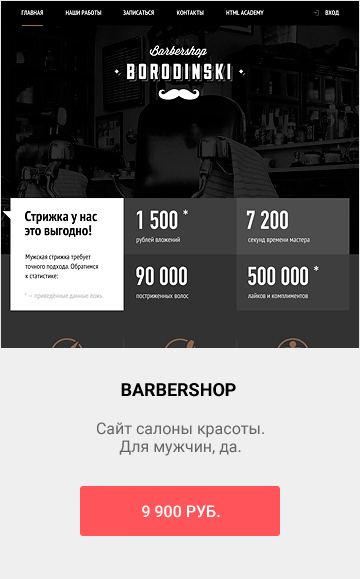 ГЛАВНАЯ НАШИ РАБОТЫ ЗАПИСАТЬСЯ КОНТАКТЫ HTML ACADEMY ВХОД
Barbershop
BORODINSKI
Стрижка у нас
это выгодно!
Мужская стрижка требует
точного подхода. Обратимся
к статистике:
* — приведённые данные ложь
1 500 *
рублей вложений
7 200
секунд времени мастера
90 000
постриженных волос
500 000 *
лайков и комплиментов
BARBERSHOP
Сайт салоны красоты.
Для мужчин, да.
9 900 РУБ.